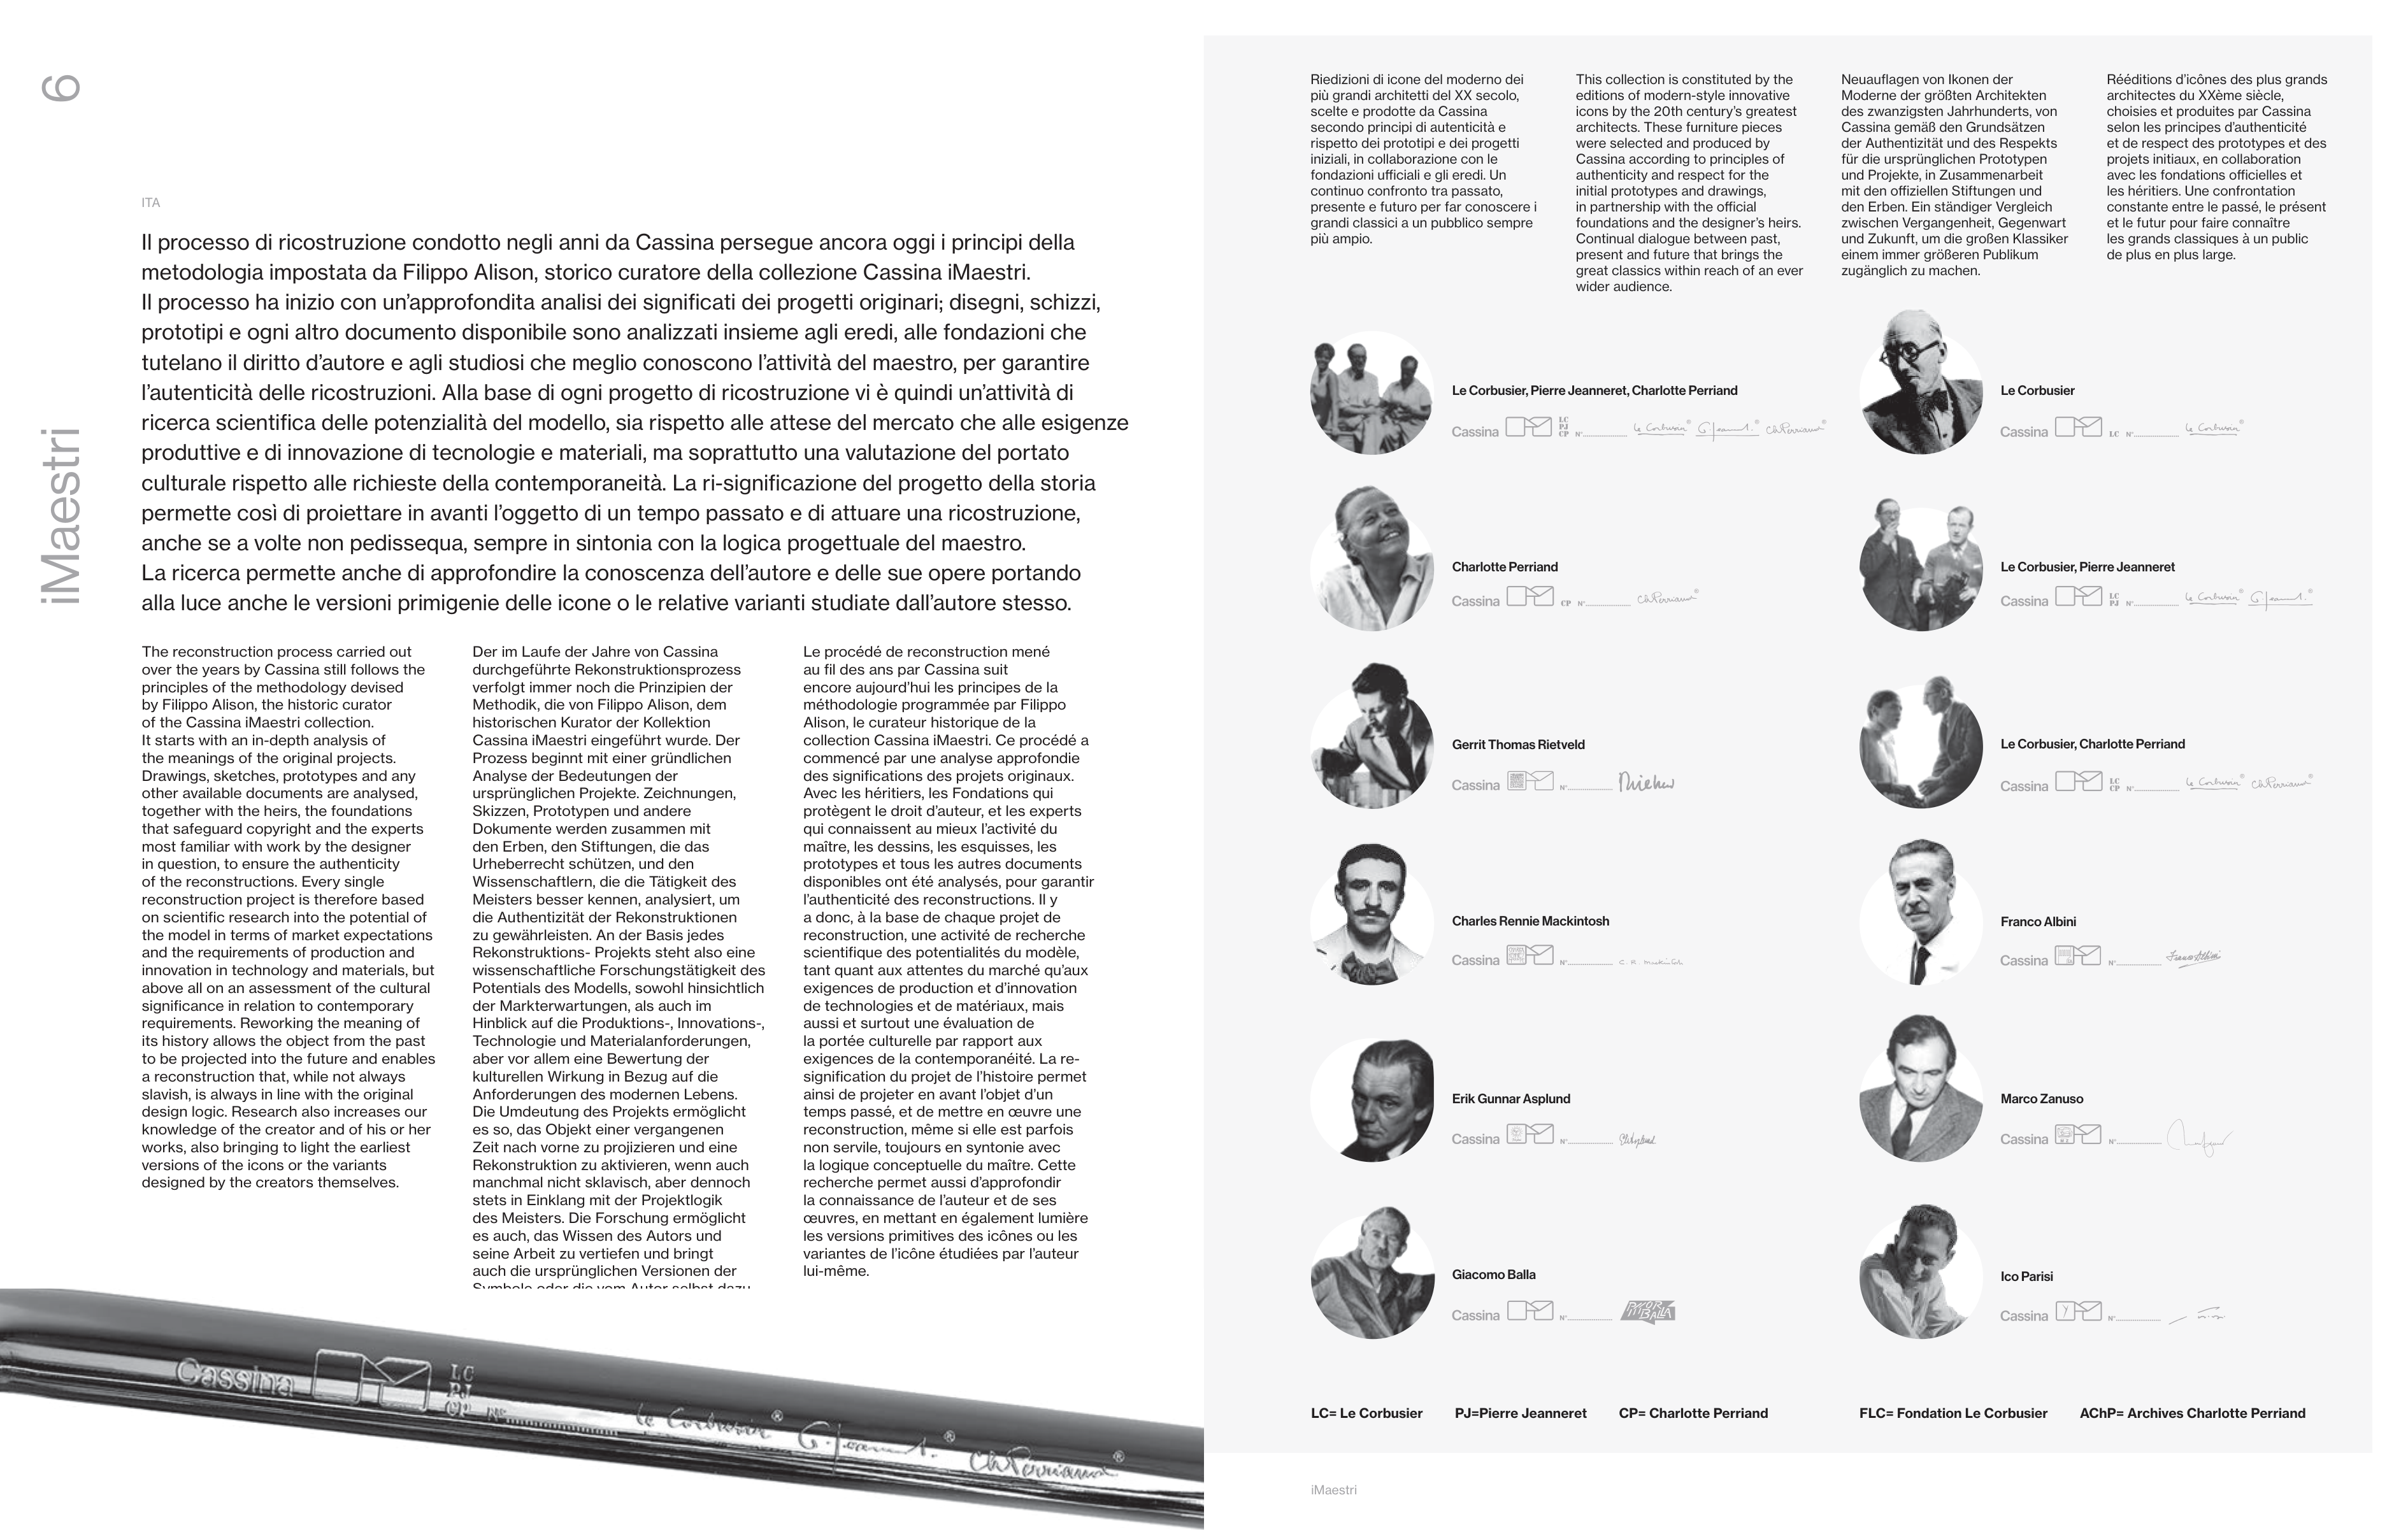 6
iMaestri
ITA
Il processo di ricostruzione condotto negli anni da Cassina persegue ancora oggi i principi della
metodologia impostata da Filippo Alison, storico curatore della collezione Cassina iMaestri.
Il processo ha inizio con un’approfondita analisi dei significati dei progetti originari; disegni, schizzi,
prototipi e ogni altro documento disponibile sono analizzati insieme agli eredi, alle fondazioni che
tutelano il diritto d’autore e agli studiosi che meglio conoscono l’attività del maestro, per garantire
l’autenticità delle ricostruzioni. Alla base di ogni progetto di ricostruzione vi è quindi un’attività di
ricerca scientifica delle potenzialità del modello, sia rispetto alle attese del mercato che alle esigenze
produttive e di innovazione di tecnologie e materiali, ma soprattutto una valutazione del portato
culturale rispetto alle richieste della contemporaneità. La ri-significazione del progetto della storia
permette così di proiettare in avanti l’oggetto di un tempo passato e di attuare una ricostruzione,
anche se a volte non pedissequa, sempre in sintonia con la logica progettuale del maestro.
La ricerca permette anche di approfondire la conoscenza dell’autore e delle sue opere portando
alla luce anche le versioni primigenie delle icone o le relative varianti studiate dall’autore stesso.
The reconstruction process carried out
over the years by Cassina still follows the
principles of the methodology devised
by Filippo Alison, the historic curator
of the Cassina iMaestri collection.
It starts with an in-depth analysis of
the meanings of the original projects.
Drawings, sketches, prototypes and any
other available documents are analysed,
together with the heirs, the foundations
that safeguard copyright and the experts
most familiar with work by the designer
in question, to ensure the authenticity
of the reconstructions. Every single
reconstruction project is therefore based
on scientific research into the potential of
the model in terms of market expectations
and the requirements of production and
innovation in technology and materials, but
above all on an assessment of the cultural
significance in relation to contemporary
requirements. Reworking the meaning of
its history allows the object from the past
to be projected into the future and enables
a reconstruction that, while not always
slavish, is always in line with the original
design logic. Research also increases our
knowledge of the creator and of his or her
works, also bringing to light the earliest
versions of the icons or the variants
designed by the creators themselves.
Der im Laufe der Jahre von Cassina
durchgeführte Rekonstruktionsprozess
verfolgt immer noch die Prinzipien der
Methodik, die von Filippo Alison, dem
historischen Kurator der Kollektion
Cassina iMaestri eingeführt wurde. Der
Prozess beginnt mit einer gründlichen
Analyse der Bedeutungen der
ursprünglichen Projekte. Zeichnungen,
Skizzen, Prototypen und andere
Dokumente werden zusammen mit
den Erben, den Stiftungen, die das
Urheberrecht schützen, und den
Wissenschaftlern, die die Tätigkeit des
Meisters besser kennen, analysiert, um
die Authentizität der Rekonstruktionen
zu gewährleisten. An der Basis jedes
Rekonstruktions- Projekts steht also eine
wissenschaftliche Forschungstätigkeit des
Potentials des Modells, sowohl hinsichtlich
der Markterwartungen, als auch im
Hinblick auf die Produktions-, Innovations-,
Technologie und Materialanforderungen,
aber vor allem eine Bewertung der
kulturellen Wirkung in Bezug auf die
Anforderungen des modernen Lebens.
Die Umdeutung des Projekts ermöglicht
es so, das Objekt einer vergangenen
Zeit nach vorne zu projizieren und eine
Rekonstruktion zu aktivieren, wenn auch
manchmal nicht sklavisch, aber dennoch
stets in Einklang mit der Projektlogik
des Meisters. Die Forschung ermöglicht
es auch, das Wissen des Autors und
seine Arbeit zu vertiefen und bringt
auch die ursprünglichen Versionen der
Symbole oder die vom Autor selbst dazu
Le procédé de reconstruction mené
au fil des ans par Cassina suit
encore aujourd’hui les principes de la
méthodologie programmée par Filippo
Alison, le curateur historique de la
collection Cassina iMaestri. Ce procédé a
commencé par une analyse approfondie
des significations des projets originaux.
Avec les héritiers, les Fondations qui
protègent le droit d’auteur, et les experts
qui connaissent au mieux l’activité du
maître, les dessins, les esquisses, les
prototypes et tous les autres documents
disponibles ont été analysés, pour garantir
l’authenticité des reconstructions. Il y
a donc, à la base de chaque projet de
reconstruction, une activité de recherche
scientifique des potentialités du modèle,
tant quant aux attentes du marché qu’aux
exigences de production et d’innovation
de technologies et de matériaux, mais
aussi et surtout une évaluation de
la portée culturelle par rapport aux
exigences de la contemporanéité. La re-
signification du projet de l’histoire permet
ainsi de projeter en avant l’objet d’un
temps passé, et de mettre en œuvre une
reconstruction, même si elle est parfois
non servile, toujours en syntonie avec
la logique conceptuelle du maître. Cette
recherche permet aussi d’approfondir
la connaissance de l’auteur et de ses
œuvres, en mettant en également lumière
les versions primitives des icônes ou les
variantes de l’icône étudiées par l’auteur
lui-même.
Cassina LC PJ CP N° Le Corbusier® P. Jeanneret.® Ch Perriand®
Riedizioni di icone del moderno dei
più grandi architetti del XX secolo,
scelte e prodotte da Cassina
secondo principi di autenticità e
rispetto dei prototipi e dei progetti
iniziali, in collaborazione con le
fondazioni ufficiali e gli eredi. Un
continuo confronto tra passato,
presente e futuro per far conoscere i
grandi classici a un pubblico sempre
più ampio.
This collection is constituted by the
editions of modern-style innovative
icons by the 20th century’s greatest
architects. These furniture pieces
were selected and produced by
Cassina according to principles of
authenticity and respect for the
initial prototypes and drawings,
in partnership with the official
foundations and the designer’s heirs.
Continual dialogue between past,
present and future that brings the
great classics within reach of an ever
wider audience.
Neuauflagen von Ikonen der
Moderne der größten Architekten
des zwanzigsten Jahrhunderts, von
Cassina gemäß den Grundsätzen
der Authentizität und des Respekts
für die ursprünglichen Prototypen
und Projekte, in Zusammenarbeit
mit den offiziellen Stiftungen und
den Erben. Ein ständiger Vergleich
zwischen Vergangenheit, Gegenwart
und Zukunft, um die großen Klassiker
einem immer größeren Publikum
zugänglich zu machen.
Rééditions d’icônes des plus grands
architectes du XXème siècle,
choisies et produites par Cassina
selon les principes d’authenticité
et de respect des prototypes et des
projets initiaux, en collaboration
avec les fondations officielles et
les héritiers. Une confrontation
constante entre le passé, le présent
et le futur pour faire connaître
les grands classiques à un public
de plus en plus large.
Le Corbusier, Pierre Jeanneret, Charlotte Perriand
Cassina LC PJ CP N° Le Corbusier® P. Jeanneret.® Ch Perriand®
Le Corbusier
Cassina LC N° Le Corbusier®
Charlotte Perriand
Cassina CP N° Ch Perriand®
Le Corbusier, Pierre Jeanneret
Cassina LC PJ N° Le Corbusier® P. Jeanneret.®
Gerrit Thomas Rietveld
Cassina N°
Le Corbusier, Charlotte Perriand
Cassina LC CP N° Le Corbusier® Ch Perriand®
Charles Rennie Mackintosh
Cassina N° C. R. Mackintosh
Franco Albini
Cassina N° Franco Albini
Erik Gunnar Asplund
Cassina N°
Marco Zanuso
Cassina N°
Giacomo Balla
Cassina N° BALLA
Ico Parisi
Cassina N°
LC= Le Corbusier PJ=Pierre Jeanneret CP= Charlotte Perriand FLC= Fondation Le Corbusier AChP= Archives Charlotte Perriand
iMaestri